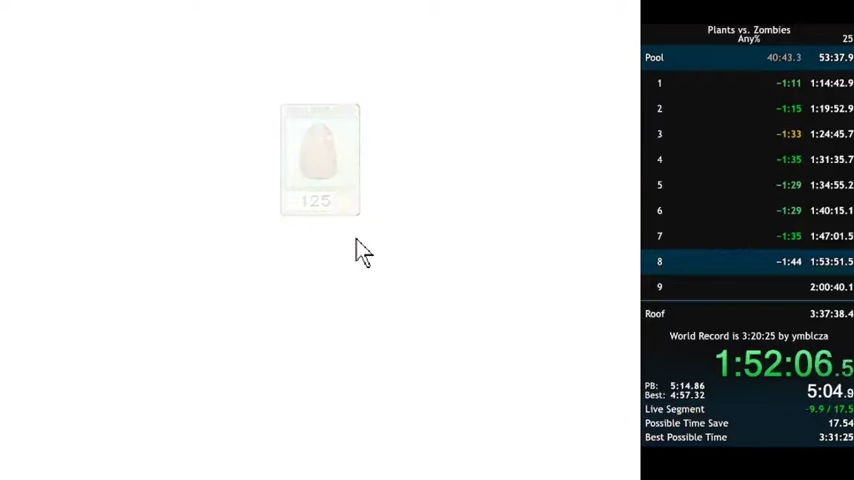 Plants vs. Zombies
Any% 25
Pool 40:43.3 53:37.9
1 -1:11 1:14:42.9
2 -1:15 1:19:52.9
3 -1:33 1:24:45.7
4 -1:35 1:31:35.7
5 -1:29 1:34:55.2
6 -1:29 1:40:15.1
7 -1:35 1:47:01.5
8 -1:44 1:53:51.5
9 2:00:40.1
Roof 3:37:38.4
World Record is 3:20:25 by ymblcza
1:52:06.5
PB: 5:14.86 5:04.9
Best: 4:57.32
Live Segment -9.9 / 17.5
Possible Time Save 17.54
Best Possible Time 3:31:25
125